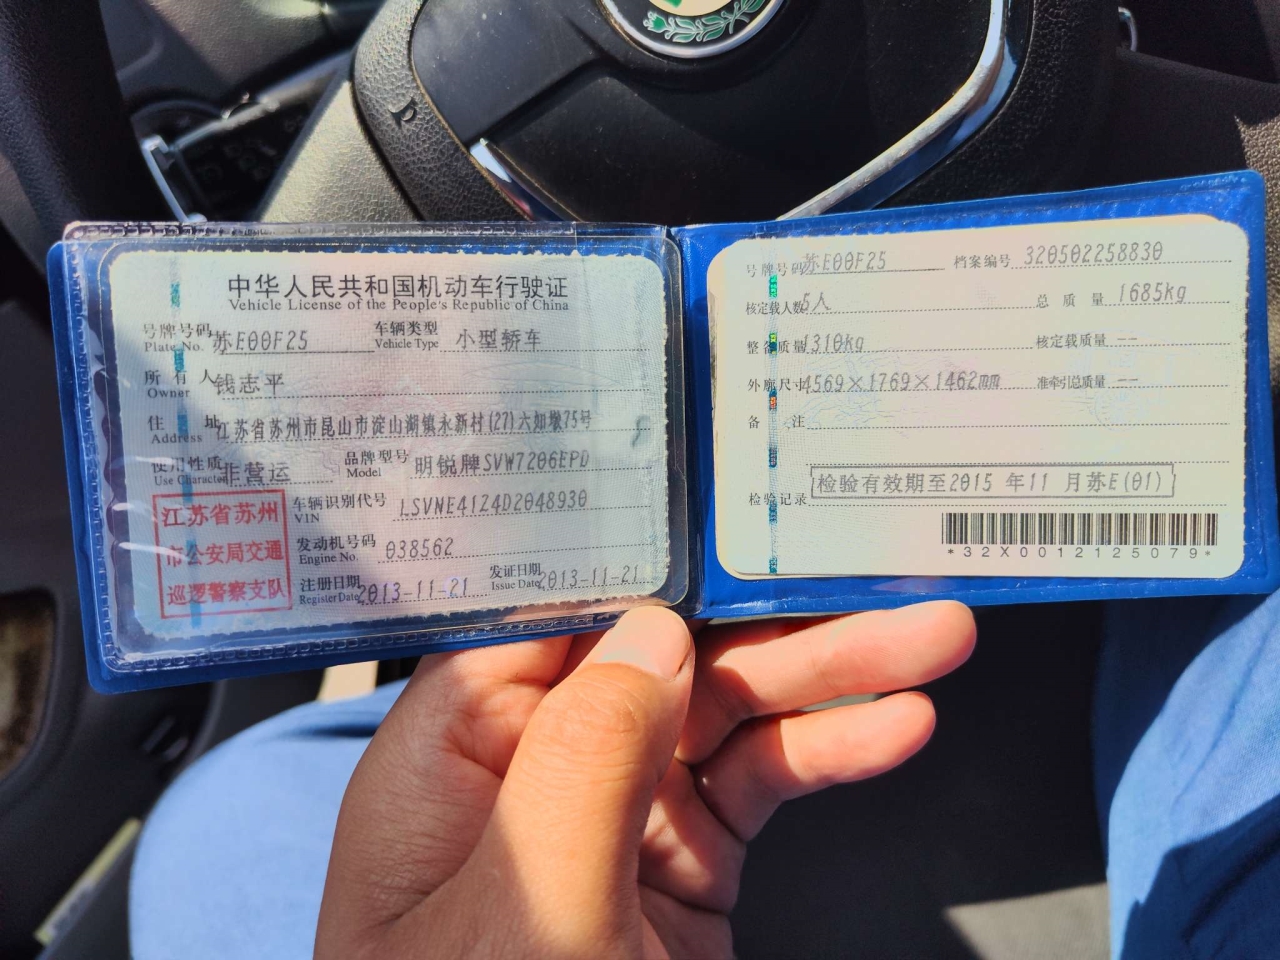 中华人民共和国机动车行驶证
Vehicle License of the People's Republic of China
号牌号码 苏E00F25 车辆类型 小型轿车
Plate No. Vehicle Type
所有人 钱志平
Owner
住址 江苏省苏州市昆山市淀山湖镇永新村(27)六如墩75号
Address
使用性质 非营运 品牌型号 明锐牌SVW7206EPD
Use Character Model
江苏省苏州
市公安局交通
巡逻警察支队
车辆识别代号 LSVNE41Z4D2048930
VIN
发动机号码 038562
Engine No.
注册日期 2013-11-21 发证日期 2013-11-21
Register Date Issue Date
号牌号码 苏E00F25 档案编号 320502258830
核定载人数 5人 总质量 1685kg
整备质量 1310kg 核定载质量 --
外廓尺寸 4569×1769×1462mm 准牵引总质量 --
备注
检验记录 检验有效期至2015 年11 月苏E(01)
*32X0012125079*